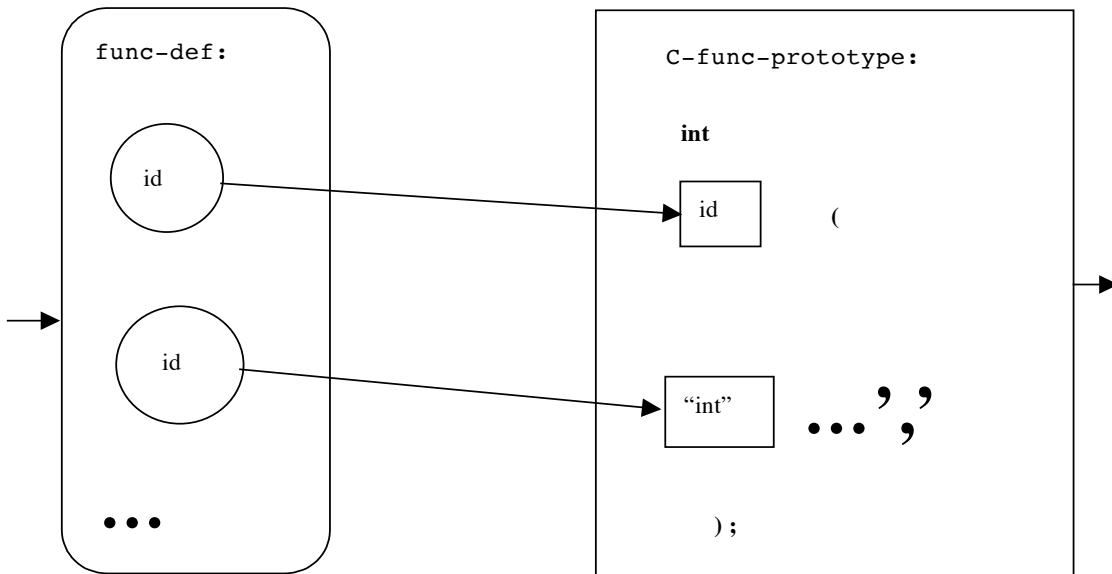 func-def:
id
id
...
C-func-prototype:
int
id (
“int” ...’,’
);